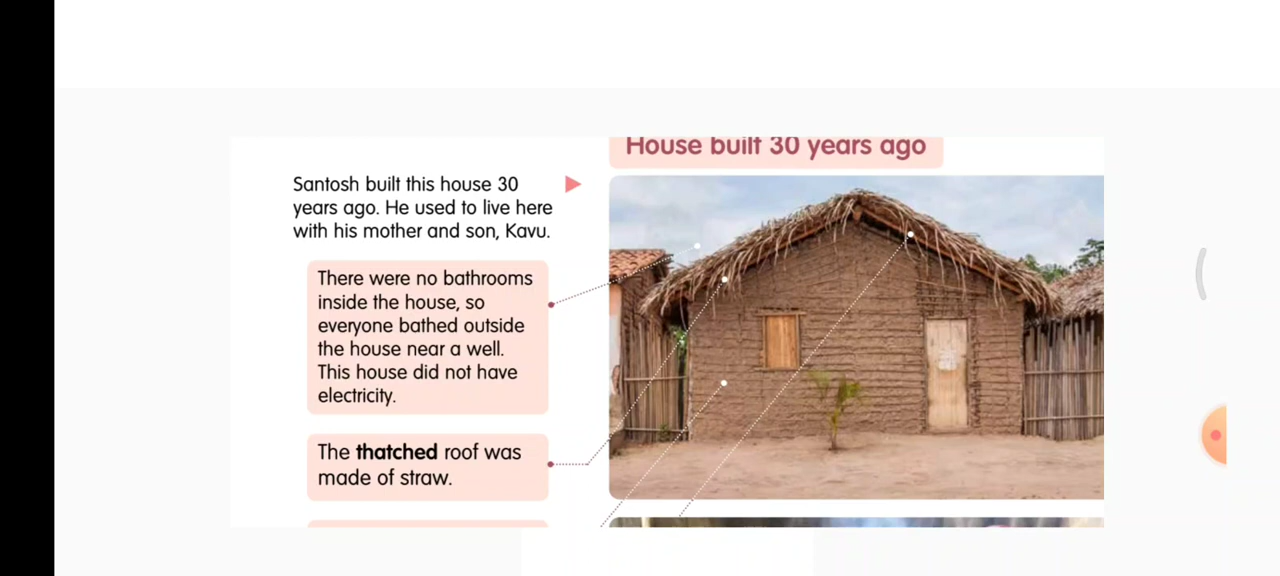 House built 30 years ago
Santosh built this house 30
years ago. He used to live here
with his mother and son, Kavu.
There were no bathrooms
inside the house, so
everyone bathed outside
the house near a well.
This house did not have
electricity.
The thatched roof was
made of straw.